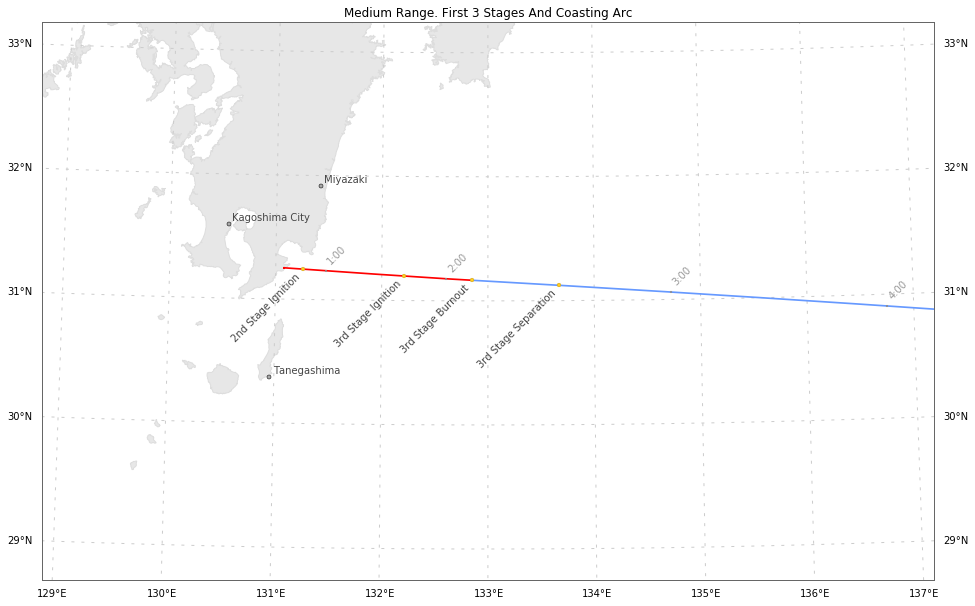 Medium Range. First 3 Stages And Coasting Arc
33°N
33°N
32°N
32°N
Miyazaki
Kagoshima City
1.00
2.00
3.00
4.00
31°N
31°N
2nd Stage Ignition
3rd Stage Ignition
3rd Stage Burnout
3rd Stage Separation
Tanegashima
30°N
30°N
29°N
29°N
129°E
130°E
131°E
132°E
133°E
134°E
135°E
136°E
137°E